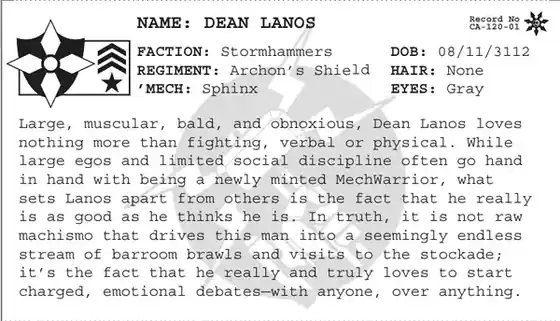 NAME: DEAN LANOS
Record No
CA-120-01
FACTION: Stormhammers
DOB: 08/11/3112
REGIMENT: Archon's Shield
HAIR: None
'MECH: Sphinx
EYES: Gray
Large, muscular, bald, and obnoxious, Dean Lanos loves
nothing more than fighting, verbal or physical. While
large egos and limited social discipline often go hand
in hand with being a newly minted MechWarrior, what
sets Lanos apart from others is the fact that he really
is as good as he thinks he is. In truth, it is not raw
machismo that drives this man into a seemingly endless
stream of barroom brawls and visits to the stockade;
it's the fact that he really and truly loves to start
charged, emotional debates—with anyone, over anything.